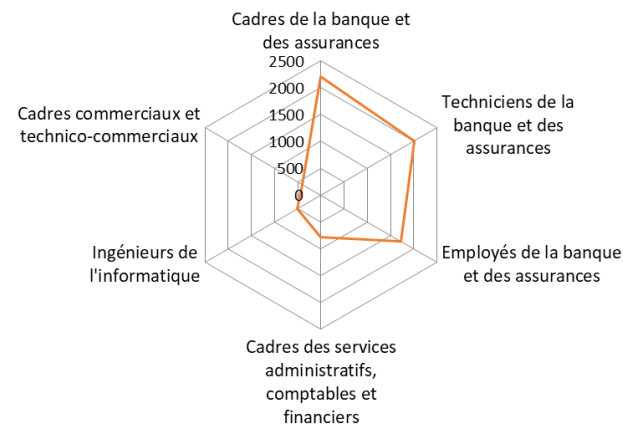 Cadres de la banque et
des assurances
2500
2000
1500
1000
500
0
Techniciens de la
banque et des
assurances
Employés de la banque
et des assurances
Cadres des services
administratifs,
comptables et
financiers
Ingénieurs de
l'informatique
Cadres commerciaux et
technico-commerciaux